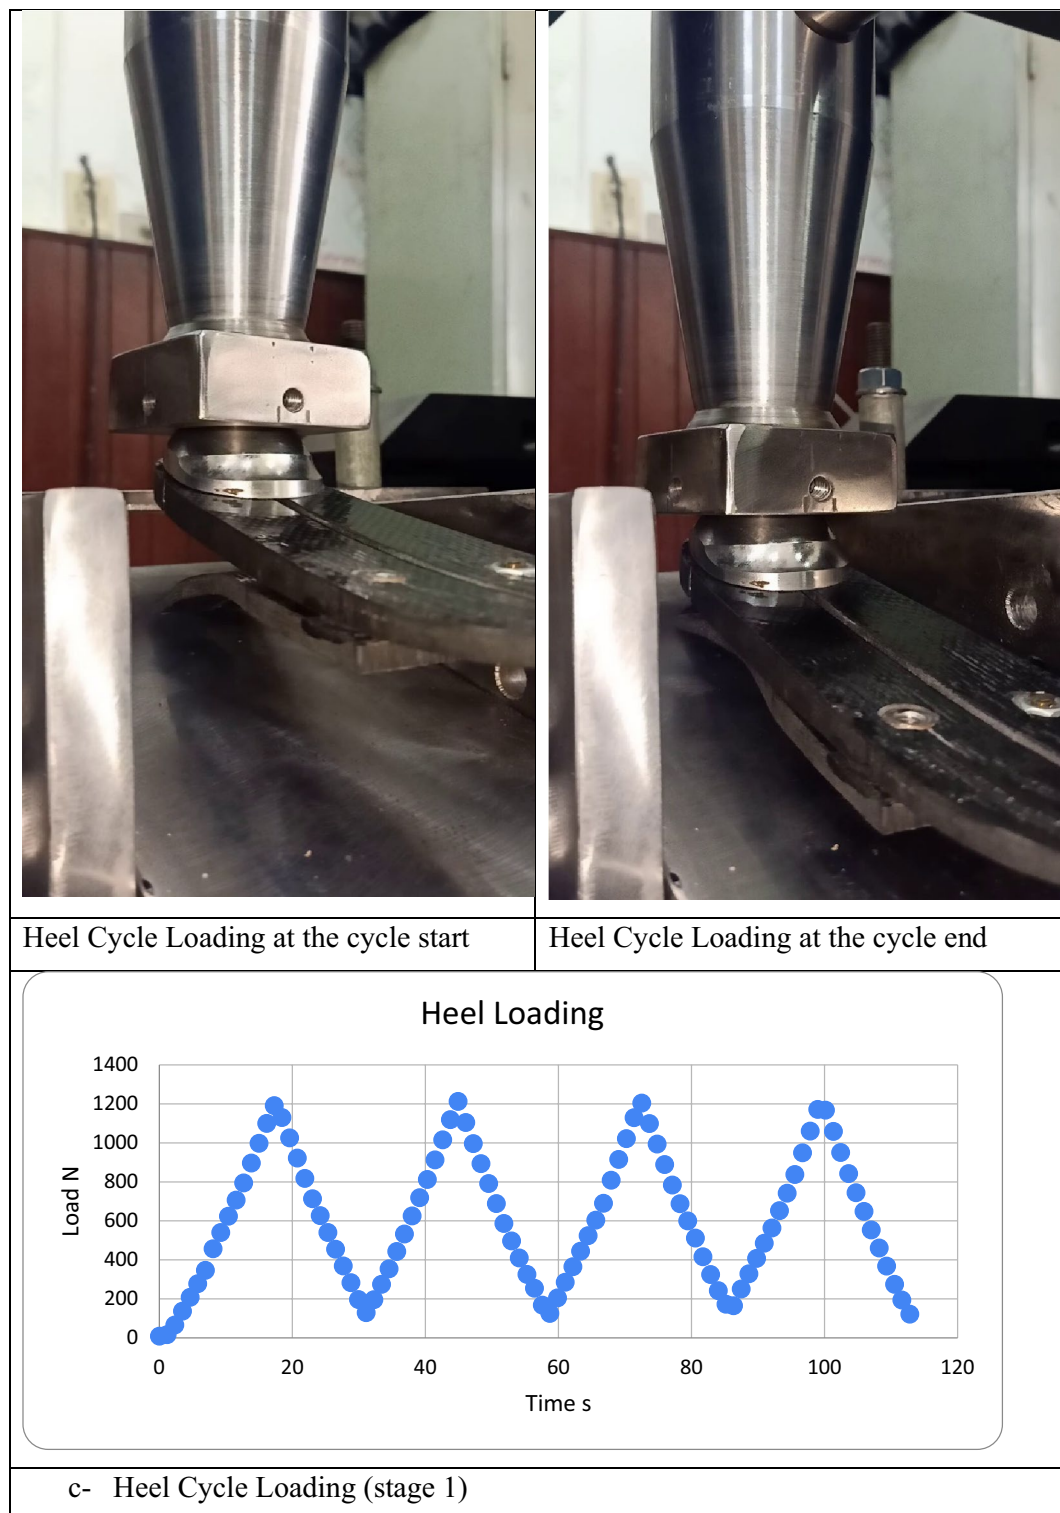 Heel Cycle Loading at the cycle start
Heel Cycle Loading at the cycle end
Heel Loading
1400
1200
1000
800
600
400
200
0
Load N
0 20 40 60 80 100 120
Time s
c- Heel Cycle Loading (stage 1)